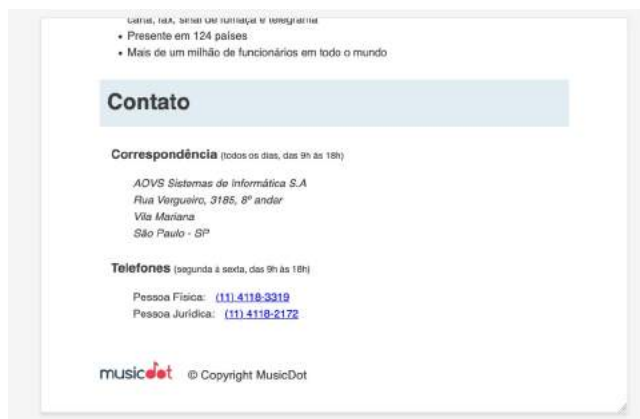 carta, fax, sinal de fumaça e telegrama
• Presente em 124 países
• Mais de um milhão de funcionários em todo o mundo
Contato
Correspondência (todos os dias, das 9h às 18h)
AOVS Sistemas de Informática S.A
Rua Vergueiro, 3185, 8º andar
Vila Mariana
São Paulo - SP
Telefones (segunda à sexta, das 9h às 18h)
Pessoa Física: (11) 4118-3319
Pessoa Jurídica: (11) 4118-2172
musicdot © Copyright MusicDot